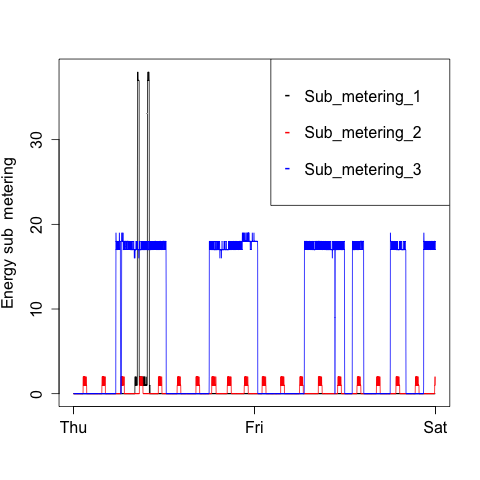 Sub_metering_1
Sub_metering_2
Sub_metering_3
Energy sub metering
30
20
10
0
Thu Fri Sat